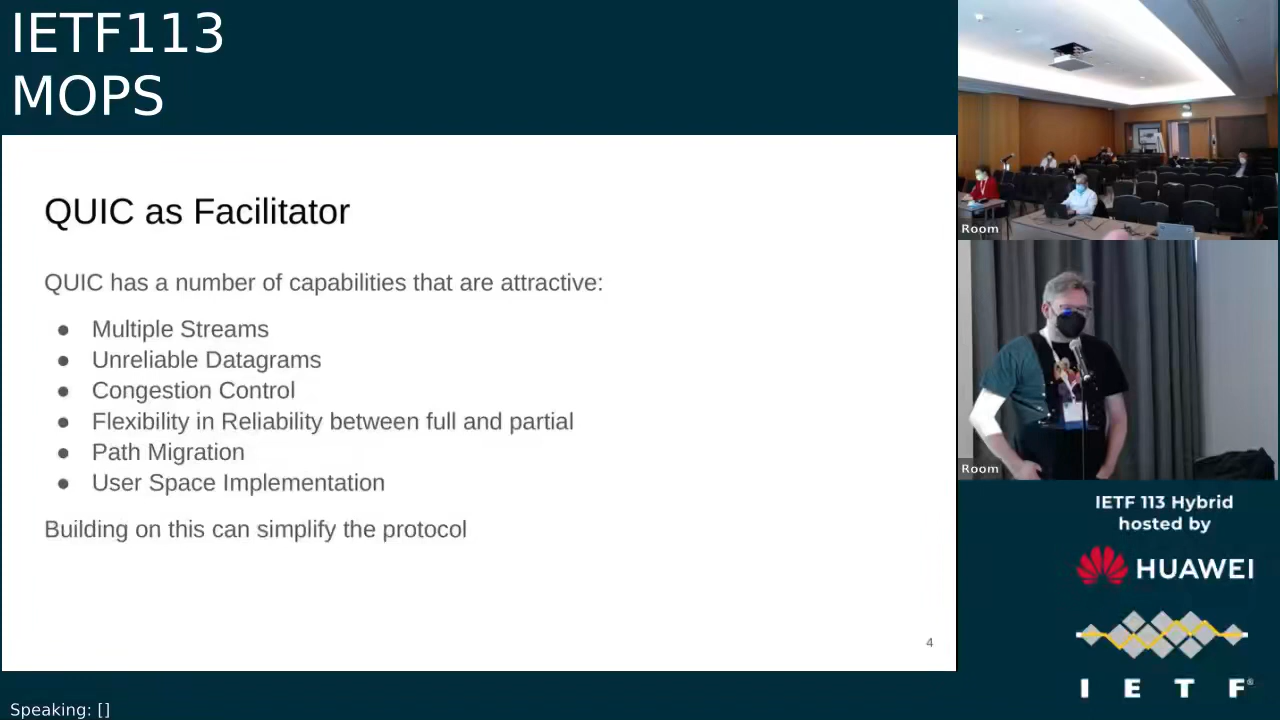 IETF113
MOPS
QUIC as Facilitator
QUIC has a number of capabilities that are attractive:
● Multiple Streams
● Unreliable Datagrams
● Congestion Control
● Flexibility in Reliability between full and partial
● Path Migration
● User Space Implementation
Building on this can simplify the protocol
4
Speaking: []
Room
Room
IETF 113 Hybrid
hosted by
HUAWEI
I E T F®